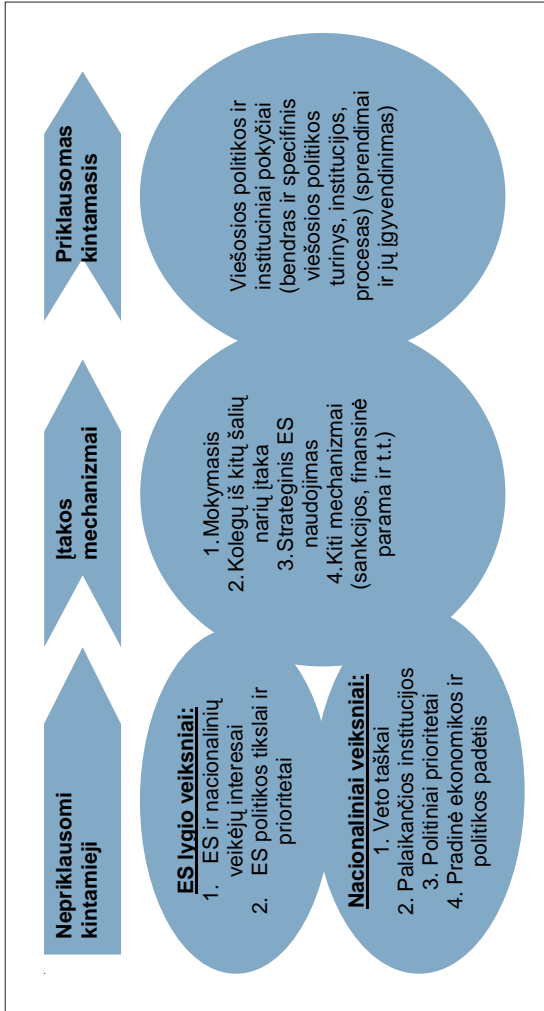 Nepriklausomi
kintamieji
Įtakos
mechanizmai
Priklausomas
kintamasis
ES lygio veiksniai:
1. ES ir nacionalinių
veikėjų interesai
2. ES politikos tikslai ir
prioritetai
Nacionaliniai veiksniai:
1. Veto taškai
2. Palaikančios institucijos
3. Politiniai prioritetai
4. Pradinė ekonomikos ir
politikos padėtis
1. Mokymasis
2. Kolegų iš kitų šalių
narių įtaka
3. Strateginis ES
naudojimas
4. Kiti mechanizmai
(sankcijos, finansinė
parama ir t.t.)
Viešosios politikos ir
instituciniai pokyčiai
(bendras ir specifinis
viešosios politikos
turinys, institucijos,
procesas) (sprendimai
ir jų įgyvendinimas)